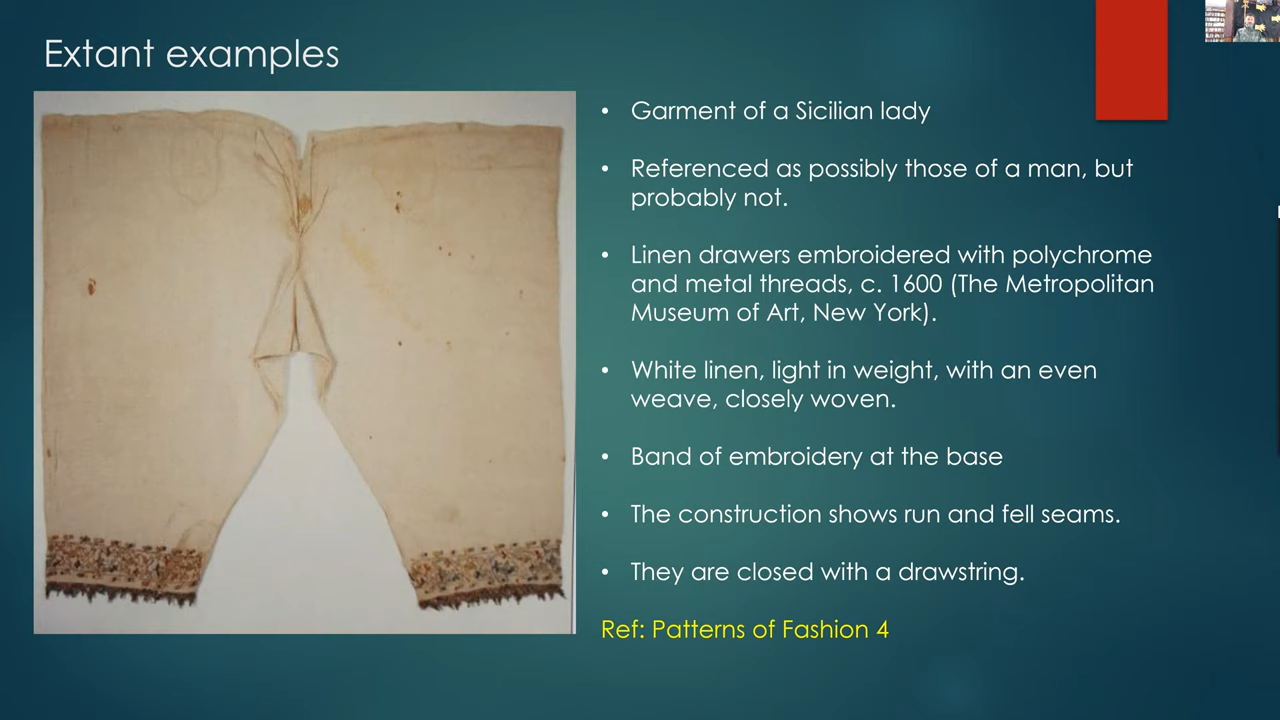 Extant examples
• Garment of a Sicilian lady
• Referenced as possibly those of a man, but
probably not.
• Linen drawers embroidered with polychrome
and metal threads, c. 1600 (The Metropolitan
Museum of Art, New York).
• White linen, light in weight, with an even
weave, closely woven.
• Band of embroidery at the base
• The construction shows run and fell seams.
• They are closed with a drawstring.
Ref: Patterns of Fashion 4